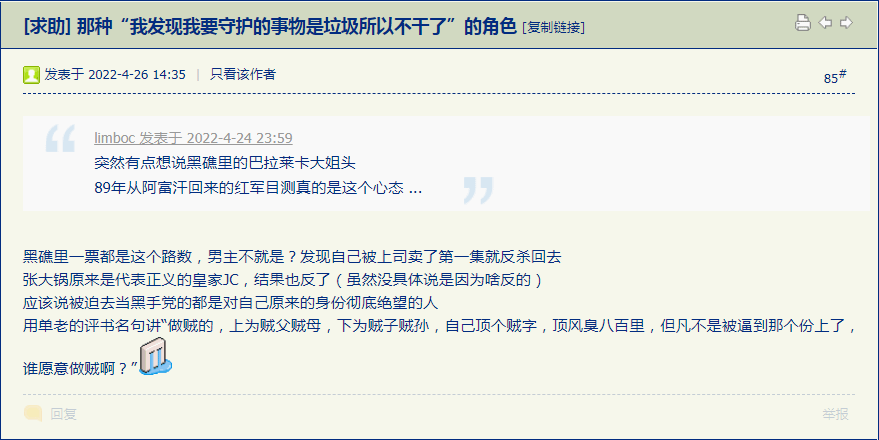 [求助] 那种“我发现我要守护的事物是垃圾所以不干了”的角色 [复制链接]
发表于 2022-4-26 14:35 | 只看该作者
85#
limboc 发表于 2022-4-24 23:59
突然有点想说黑礁里的巴拉莱卡大姐头
89年从阿富汗回来的红军目测真的是这个心态 ...
黑礁里一票都是这个路数，男主不就是？发现自己被上司卖了第一集就反杀回去
张大锅原来是代表正义的皇家JC，结果也反了（虽然没具体说是因为啥反的）
应该说被迫去当黑手党的都是对自己原来的身份彻底绝望的人
用单老的评书名句讲“做贼的，上为贼父贼母，下为贼子贼孙，自己顶个贼字，顶风臭八百里，但凡不是被逼到那个份上了，
谁愿意做贼啊？”
回复
举报